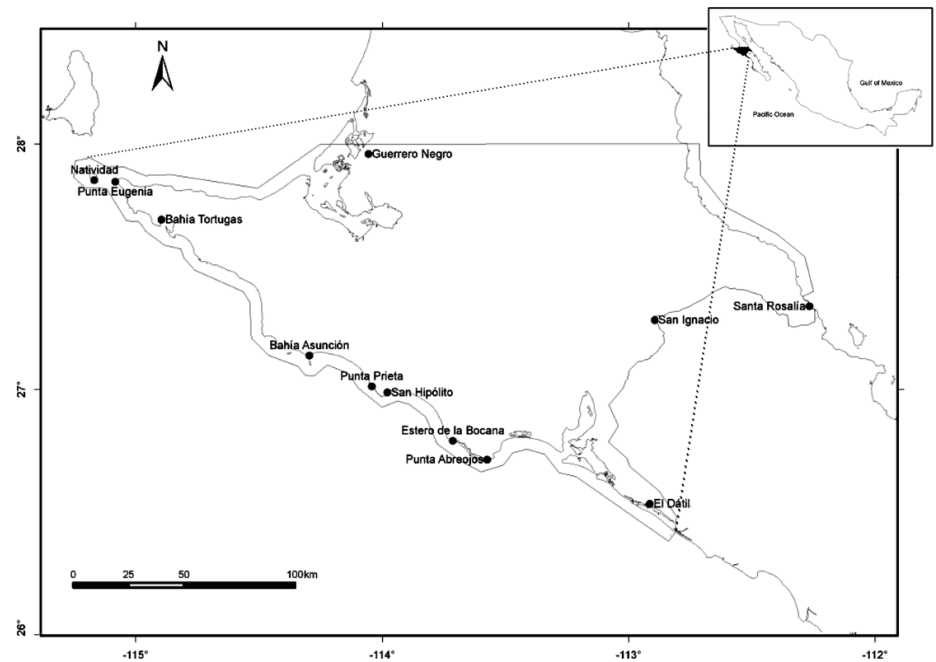 N
Gulf of Mexico
Pacific Ocean
28°
Guerrero Negro
Natividad
Punta Eugenia
Bahía Tortugas
Santa Rosalía
San Ignacio
Bahía Asunción
27°
Punta Prieta
San Hipólito
Estero de la Bocana
Punta Abreojos
El Dátil
0 25 50 100km
26°
-115° -114° -113° -112°